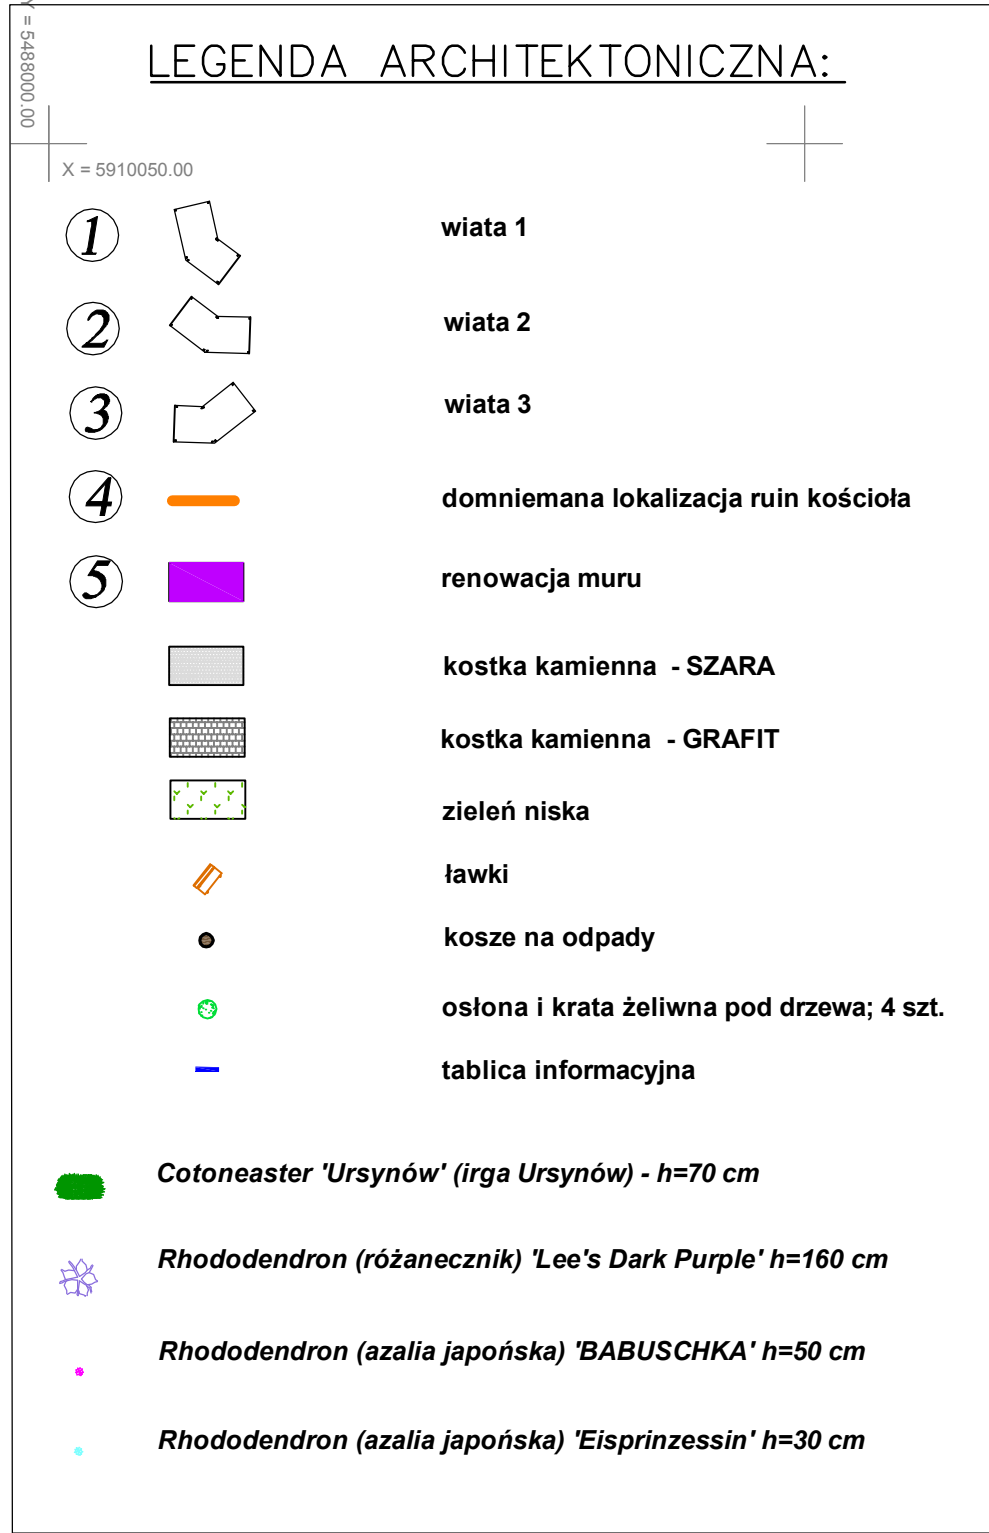 Y = 5488000.00
LEGENDA ARCHITEKTONICZNA:
X = 5910050.00
1 wiata 1
2 wiata 2
3 wiata 3
4 domniemana lokalizacja ruin kościoła
5 renowacja muru
kostka kamienna - SZARA
kostka kamienna - GRAFIT
zieleń niska
ławki
kosze na odpady
osłona i krata żeliwna pod drzewa; 4 szt.
tablica informacyjna
Cotoneaster 'Ursynów' (irga Ursynów) - h=70 cm
Rhododendron (różanecznik) 'Lee's Dark Purple' h=160 cm
Rhododendron (azalia japońska) 'BABUSCHKA' h=50 cm
Rhododendron (azalia japońska) 'Eisprinzessin' h=30 cm